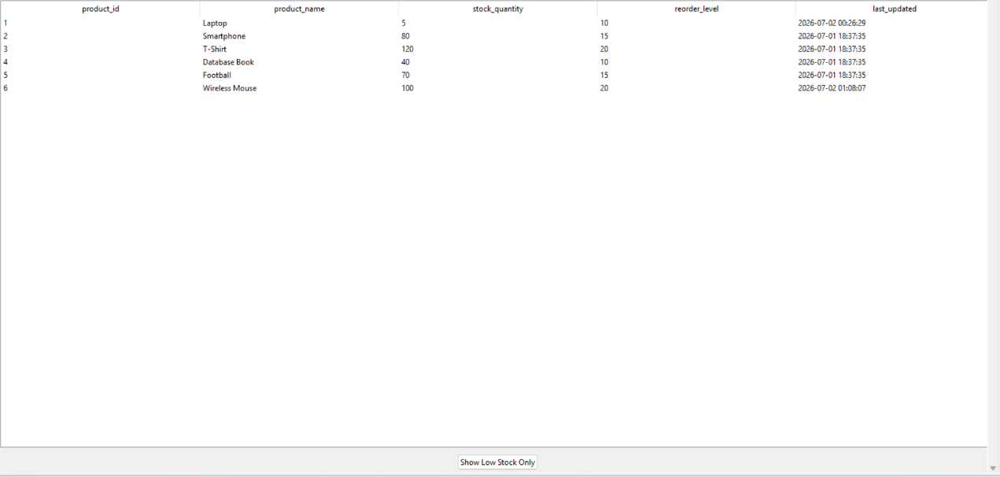 product_id product_name stock_quantity reorder_level last_updated
1 Laptop 5 10 2026-07-02 00:26:29
2 Smartphone 80 15 2026-07-01 18:37:35
3 T-Shirt 120 20 2026-07-01 18:37:35
4 Database Book 40 10 2026-07-01 18:37:35
5 Football 70 15 2026-07-01 18:37:35
6 Wireless Mouse 100 20 2026-07-02 01:08:07
Show Low Stock Only